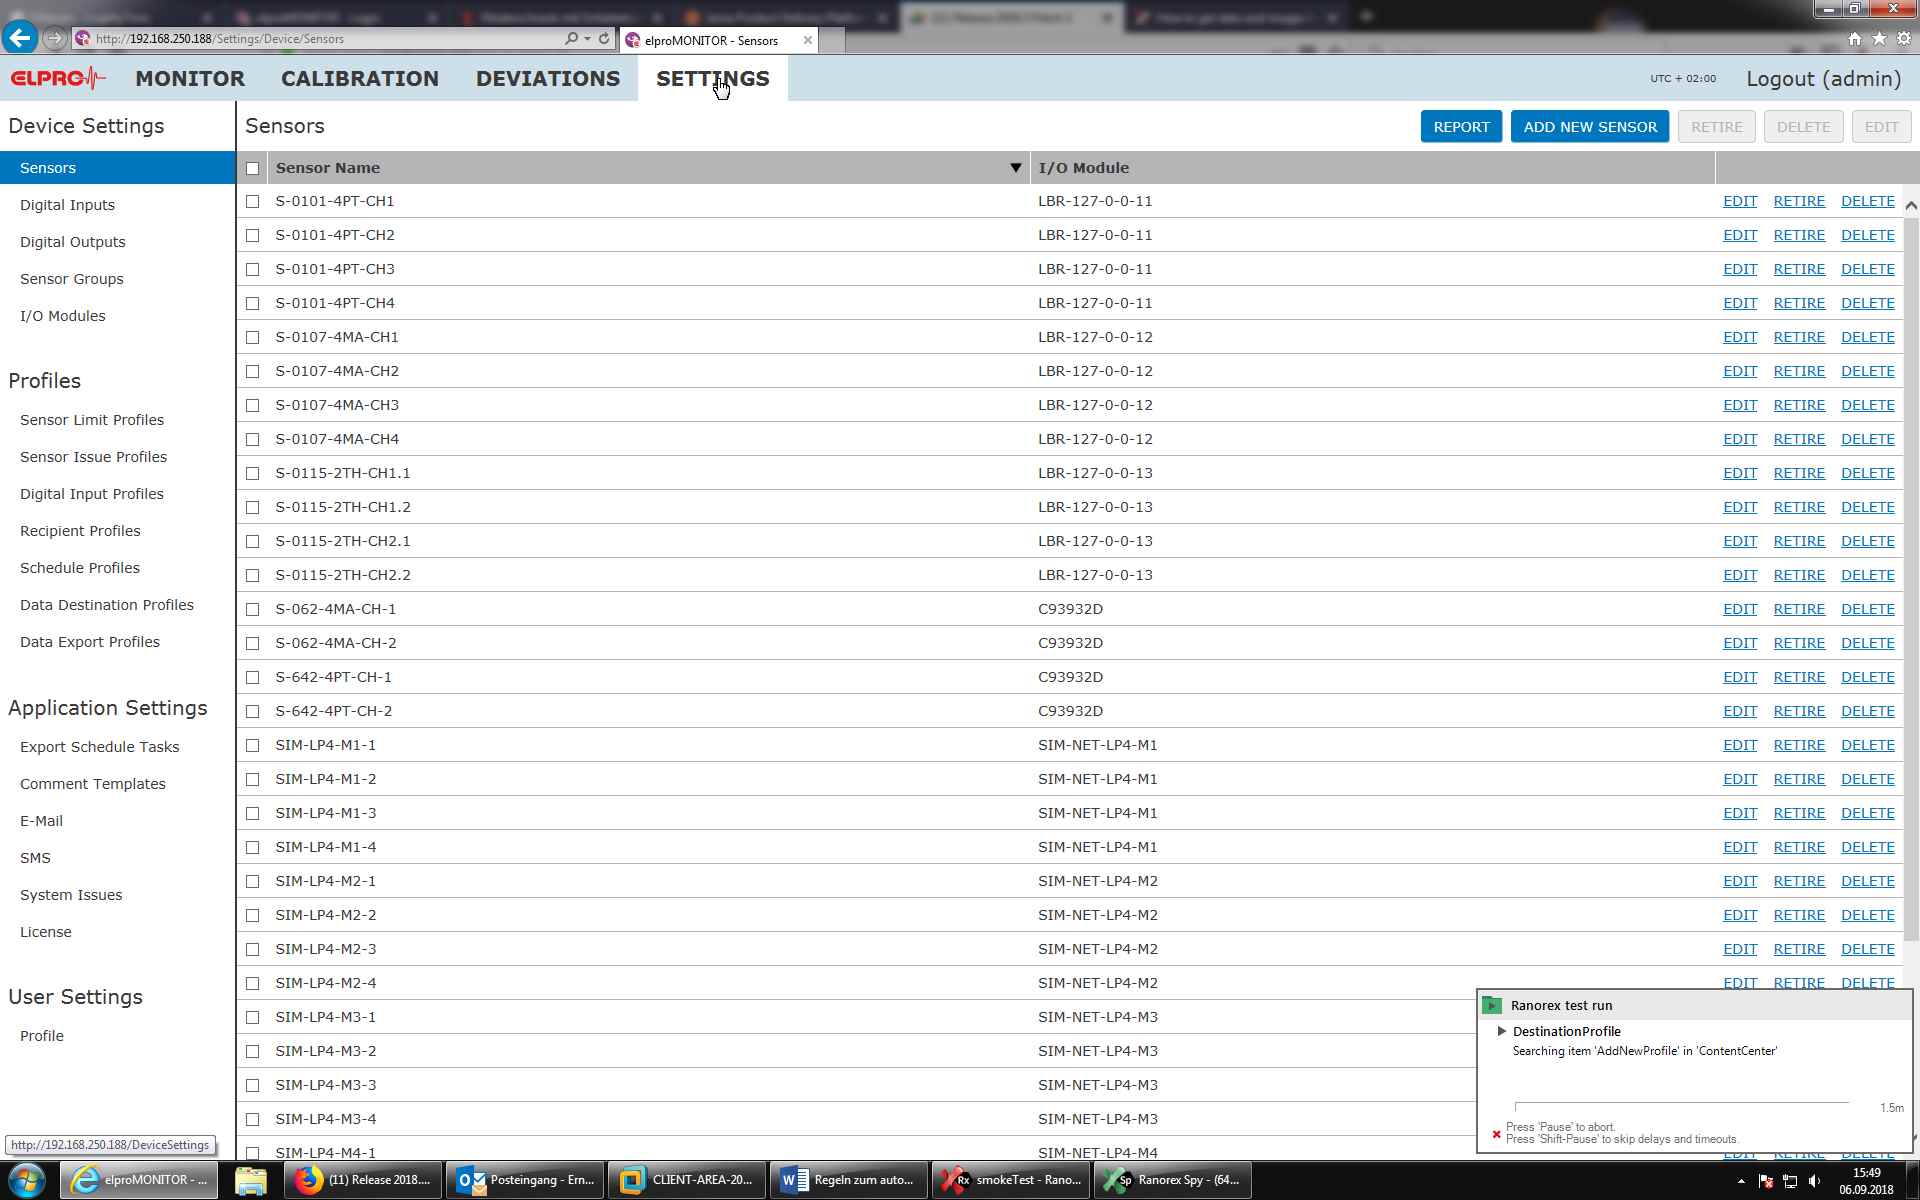 http://192.168.250.188/Settings/Device/Sensors
elproMONITOR - Sensors
ELPRO MONITOR CALIBRATION DEVIATIONS SETTINGS UTC + 02:00 Logout (admin)
Device Settings
Sensors
Digital Inputs
Digital Outputs
Sensor Groups
I/O Modules
Profiles
Sensor Limit Profiles
Sensor Issue Profiles
Digital Input Profiles
Recipient Profiles
Schedule Profiles
Data Destination Profiles
Data Export Profiles
Application Settings
Export Schedule Tasks
Comment Templates
E-Mail
SMS
System Issues
License
User Settings
Profile
http://192.168.250.188/DeviceSettings
Sensors REPORT ADD NEW SENSOR RETIRE DELETE EDIT
Sensor Name I/O Module
S-0101-4PT-CH1 LBR-127-0-0-11 EDIT RETIRE DELETE
S-0101-4PT-CH2 LBR-127-0-0-11 EDIT RETIRE DELETE
S-0101-4PT-CH3 LBR-127-0-0-11 EDIT RETIRE DELETE
S-0101-4PT-CH4 LBR-127-0-0-11 EDIT RETIRE DELETE
S-0107-4MA-CH1 LBR-127-0-0-12 EDIT RETIRE DELETE
S-0107-4MA-CH2 LBR-127-0-0-12 EDIT RETIRE DELETE
S-0107-4MA-CH3 LBR-127-0-0-12 EDIT RETIRE DELETE
S-0107-4MA-CH4 LBR-127-0-0-12 EDIT RETIRE DELETE
S-0115-2TH-CH1.1 LBR-127-0-0-13 EDIT RETIRE DELETE
S-0115-2TH-CH1.2 LBR-127-0-0-13 EDIT RETIRE DELETE
S-0115-2TH-CH2.1 LBR-127-0-0-13 EDIT RETIRE DELETE
S-0115-2TH-CH2.2 LBR-127-0-0-13 EDIT RETIRE DELETE
S-062-4MA-CH-1 C93932D EDIT RETIRE DELETE
S-062-4MA-CH-2 C93932D EDIT RETIRE DELETE
S-642-4PT-CH-1 C93932D EDIT RETIRE DELETE
S-642-4PT-CH-2 C93932D EDIT RETIRE DELETE
SIM-LP4-M1-1 SIM-NET-LP4-M1 EDIT RETIRE DELETE
SIM-LP4-M1-2 SIM-NET-LP4-M1 EDIT RETIRE DELETE
SIM-LP4-M1-3 SIM-NET-LP4-M1 EDIT RETIRE DELETE
SIM-LP4-M1-4 SIM-NET-LP4-M1 EDIT RETIRE DELETE
SIM-LP4-M2-1 SIM-NET-LP4-M2 EDIT RETIRE DELETE
SIM-LP4-M2-2 SIM-NET-LP4-M2 EDIT RETIRE DELETE
SIM-LP4-M2-3 SIM-NET-LP4-M2 EDIT RETIRE DELETE
SIM-LP4-M2-4 SIM-NET-LP4-M2 EDIT RETIRE DELETE
SIM-LP4-M3-1 SIM-NET-LP4-M3
SIM-LP4-M3-2 SIM-NET-LP4-M3
SIM-LP4-M3-3 SIM-NET-LP4-M3
SIM-LP4-M3-4 SIM-NET-LP4-M3
SIM-LP4-M4-1 SIM-NET-LP4-M4 EDIT RETIRE DELETE
Ranorex test run
DestinationProfile
Searching item 'AddNewProfile' in 'ContentCenter'
1.5m
Press 'Pause' to abort.
Press 'Shift-Pause' to skip delays and timeouts.
elproMONITOR - ...
(11) Release 2018....
Posteingang - Ern...
CLIENT-AREA-20...
Regeln zum auto...
Rx smokeTest - Rano...
Sp Ranorex Spy - (64...
15:49
06.09.2018